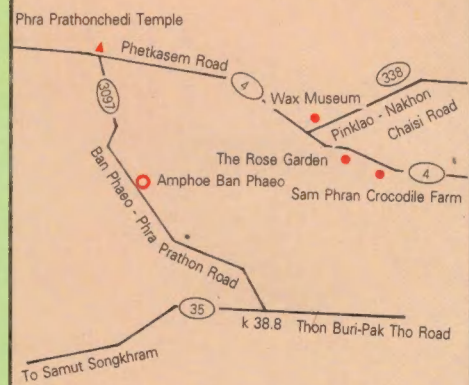 Phra Prathonchedi Temple
Phetkasem Road
3097
4
338
Wax Museum
Pinklao - Nakhon
Chaisi Road
The Rose Garden
4
Amphoe Ban Phaeo
Sam Phran Crocodile Farm
Ban Phaeo - Phra Prathon Road
35
k 38.8 Thon Buri-Pak Tho Road
To Samut Songkhram